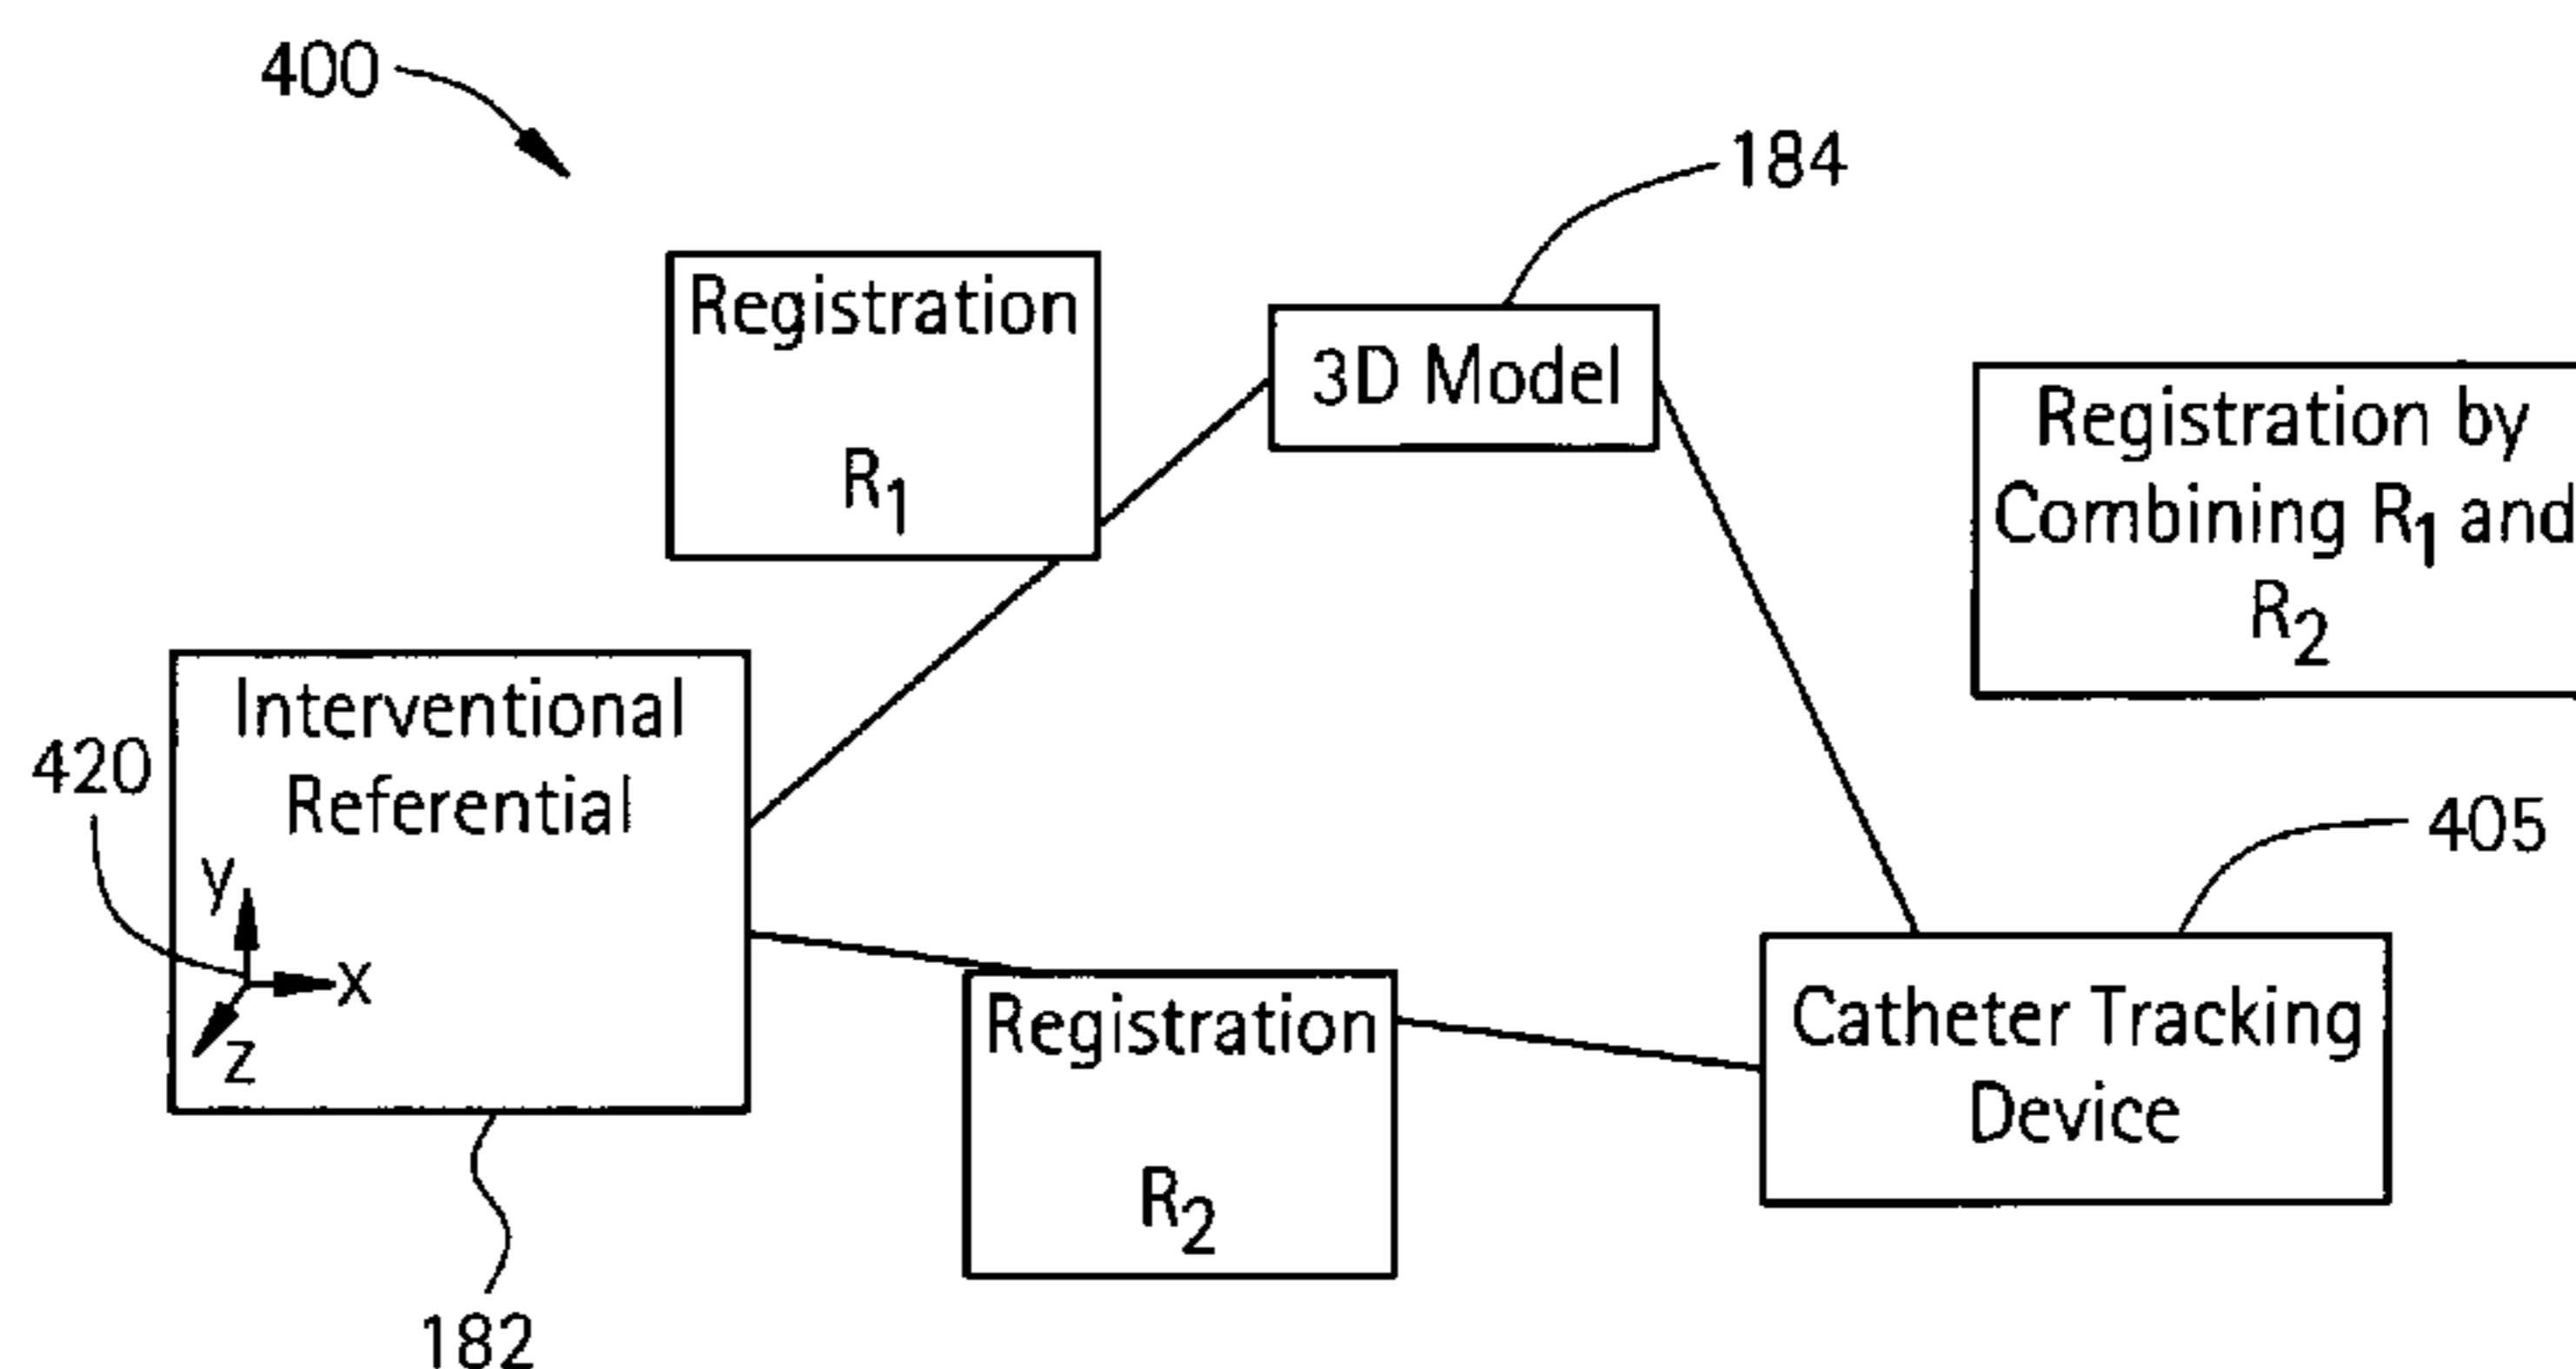 400
184
Registration
R1
3D Model
Registration by
Combining R1 and
R2
Interventional
Referential
420
y
x
z
405
Registration
R2
Catheter Tracking
Device
182